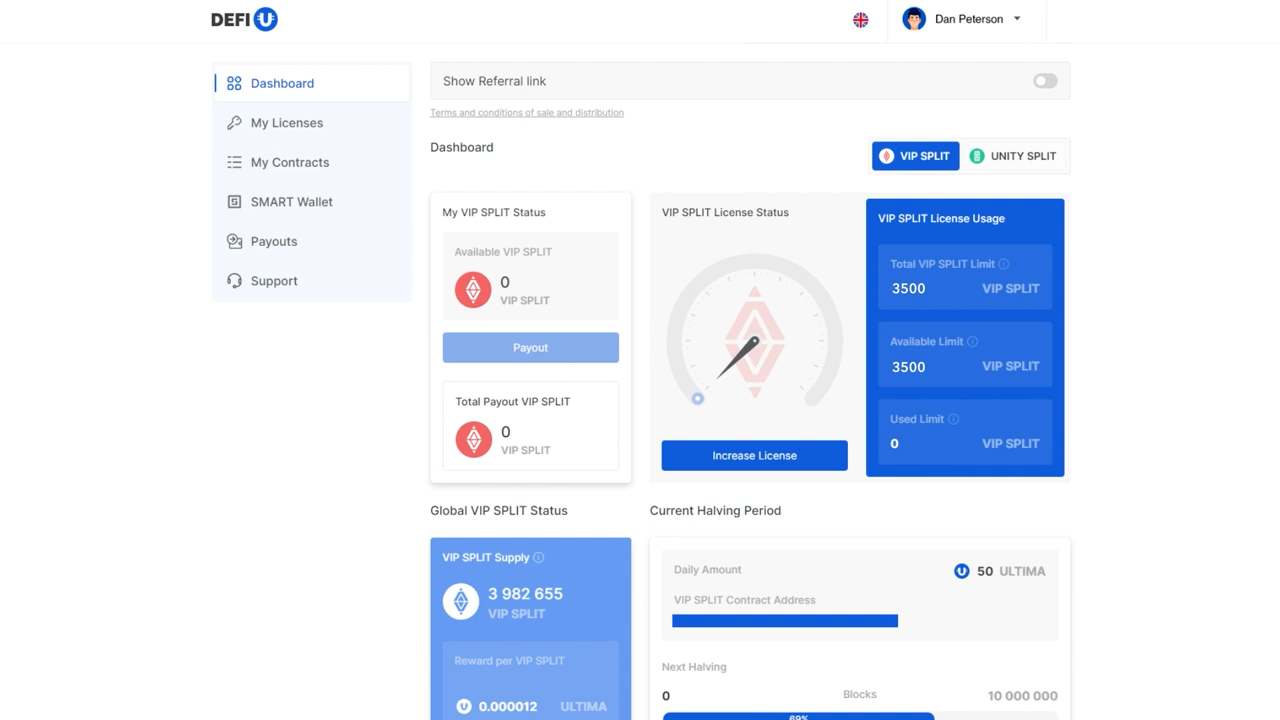 DEFI U
Dan Peterson
Dashboard
My Licenses
My Contracts
SMART Wallet
Payouts
Support
Show Referral link
Terms and conditions of sale and distribution
Dashboard
VIP SPLIT
UNITY SPLIT
My VIP SPLIT Status
Available VIP SPLIT
0
VIP SPLIT
Payout
Total Payout VIP SPLIT
0
VIP SPLIT
VIP SPLIT License Status
Increase License
VIP SPLIT License Usage
Total VIP SPLIT Limit
3500 VIP SPLIT
Available Limit
3500 VIP SPLIT
Used Limit
0 VIP SPLIT
Global VIP SPLIT Status
VIP SPLIT Supply
3 982 655
VIP SPLIT
Reward per VIP SPLIT
0.000012 ULTIMA
Current Halving Period
Daily Amount 50 ULTIMA
VIP SPLIT Contract Address
Next Halving
0 Blocks 10 000 000
69%